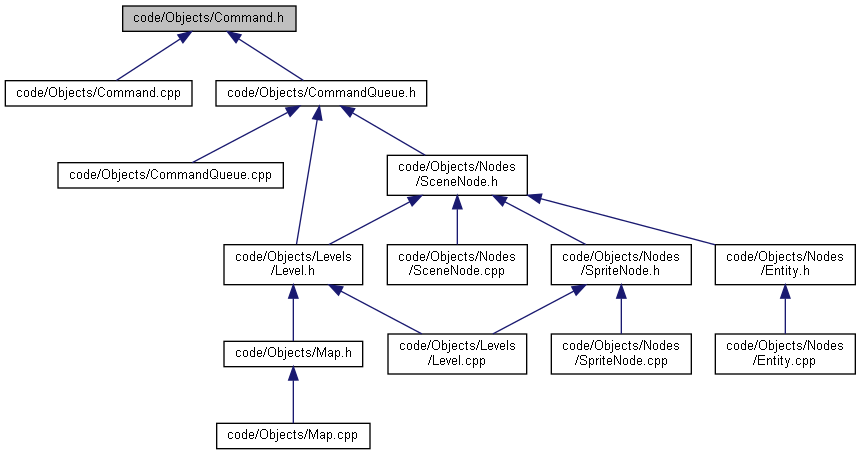 code/Objects/Command.h
code/Objects/Command.cpp
code/Objects/CommandQueue.h
code/Objects/CommandQueue.cpp
code/Objects/Nodes
/SceneNode.h
code/Objects/Levels
/Level.h
code/Objects/Nodes
/SceneNode.cpp
code/Objects/Nodes
/SpriteNode.h
code/Objects/Nodes
/Entity.h
code/Objects/Map.h
code/Objects/Levels
/Level.cpp
code/Objects/Nodes
/SpriteNode.cpp
code/Objects/Nodes
/Entity.cpp
code/Objects/Map.cpp